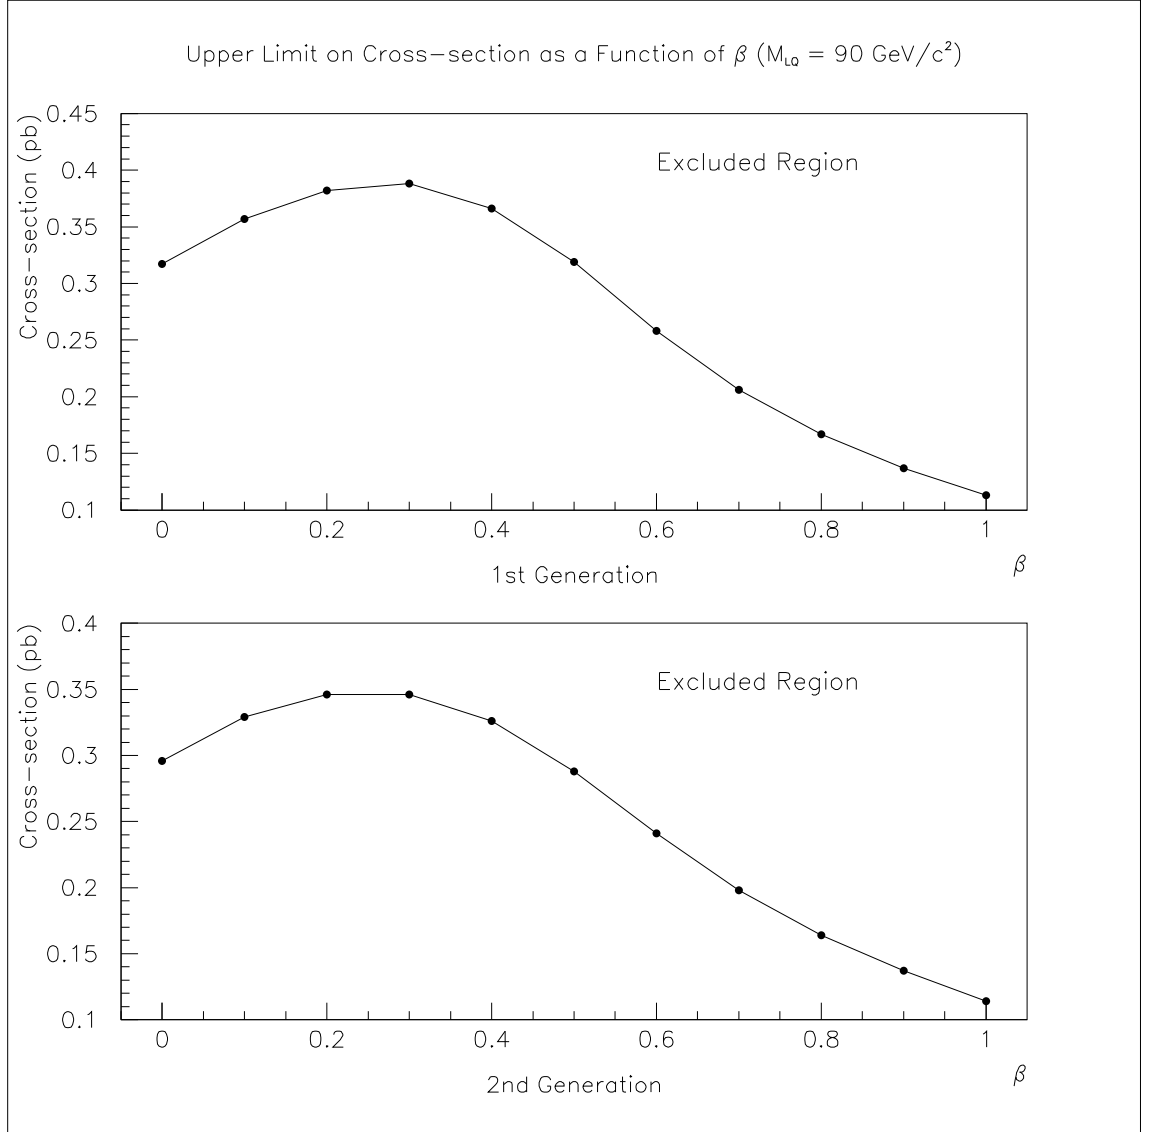 Upper Limit on Cross-section as a Function of β (M_LQ = 90 GeV/c²)
Cross-section (pb)
0.45
0.4
0.35
0.3
0.25
0.2
0.15
0.1
Excluded Region
0 0.2 0.4 0.6 0.8 1
β
1st Generation
Cross-section (pb)
0.4
0.35
0.3
0.25
0.2
0.15
0.1
Excluded Region
0 0.2 0.4 0.6 0.8 1
β
2nd Generation